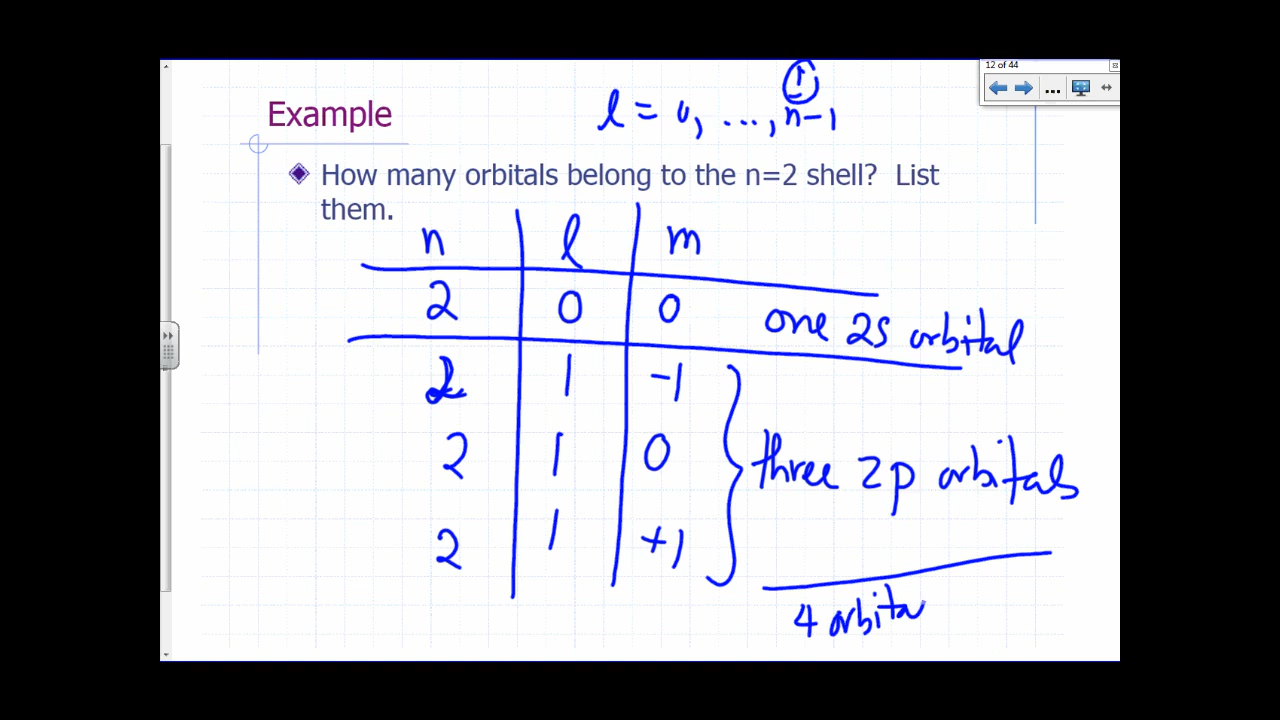 12 of 44
1
l = 0, ..., n-1
Example
How many orbitals belong to the n=2 shell? List
them.
n l m
2 0 0 one 2s orbital
2 1 -1
2 1 0 three 2p orbitals
2 1 +1
4 orbita